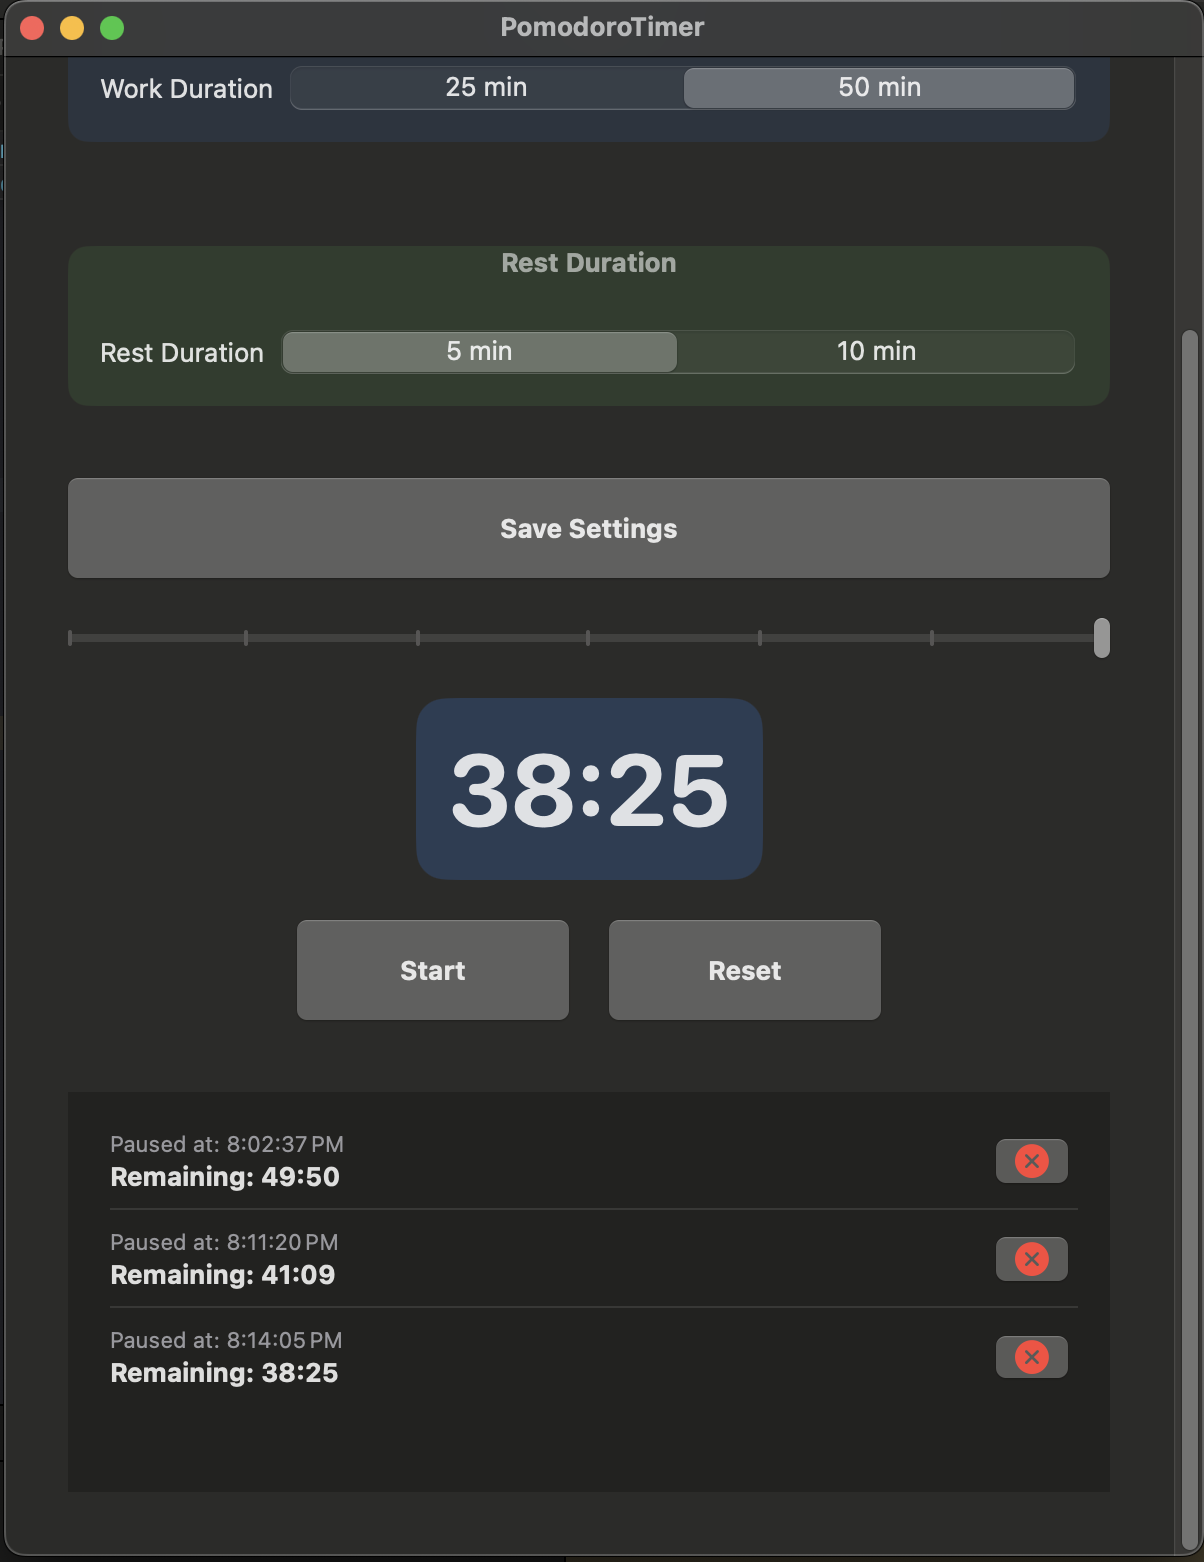 PomodoroTimer
Work Duration 25 min 50 min
Rest Duration
Rest Duration 5 min 10 min
Save Settings
38:25
Start Reset
Paused at: 8:02:37 PM
Remaining: 49:50
Paused at: 8:11:20 PM
Remaining: 41:09
Paused at: 8:14:05 PM
Remaining: 38:25